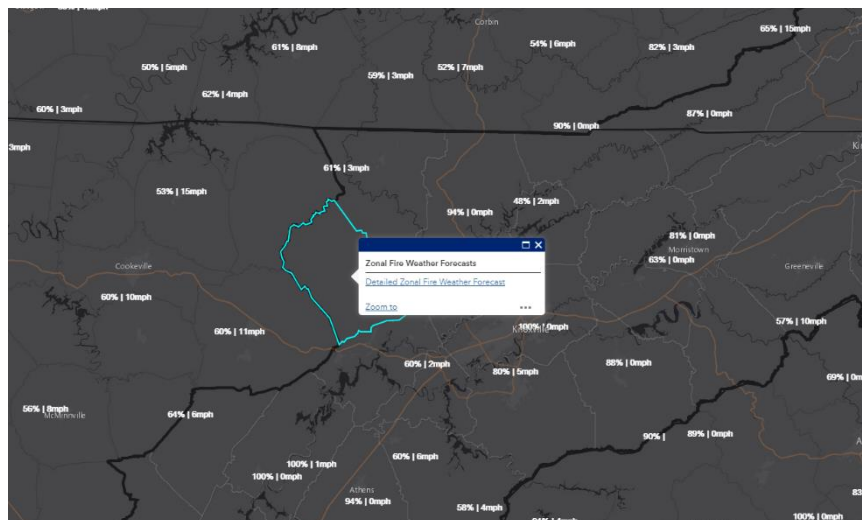 Corbin
65% | 15mph
54% | 6mph
61% | 8mph
82% | 3mph
50% | 5mph
52% | 7mph
59% | 3mph
62% | 4mph
60% | 3mph
87% | 0mph
90% | 0mph
3mph
61% | 3mph
53% | 15mph
48% | 2mph
94% | 0mph
81% | 0mph
Morristown
63% | 0mph
Zonal Fire Weather Forecasts
Cookeville
Greeneville
Detailed Zonal Fire Weather Forecast
60% | 10mph
Zoom to
57% | 10mph
100% | 0mph
Knoxville
60% | 11mph
60% | 2mph
88% | 0mph
80% | 5mph
69% | 0m
56% | 8mph
McMinnville
64% | 6mph
90% |
89% | 0mph
60% | 6mph
100% | 1mph
100% | 0mph
Athens
94% | 0mph
58% | 4mph
100% | 0mph